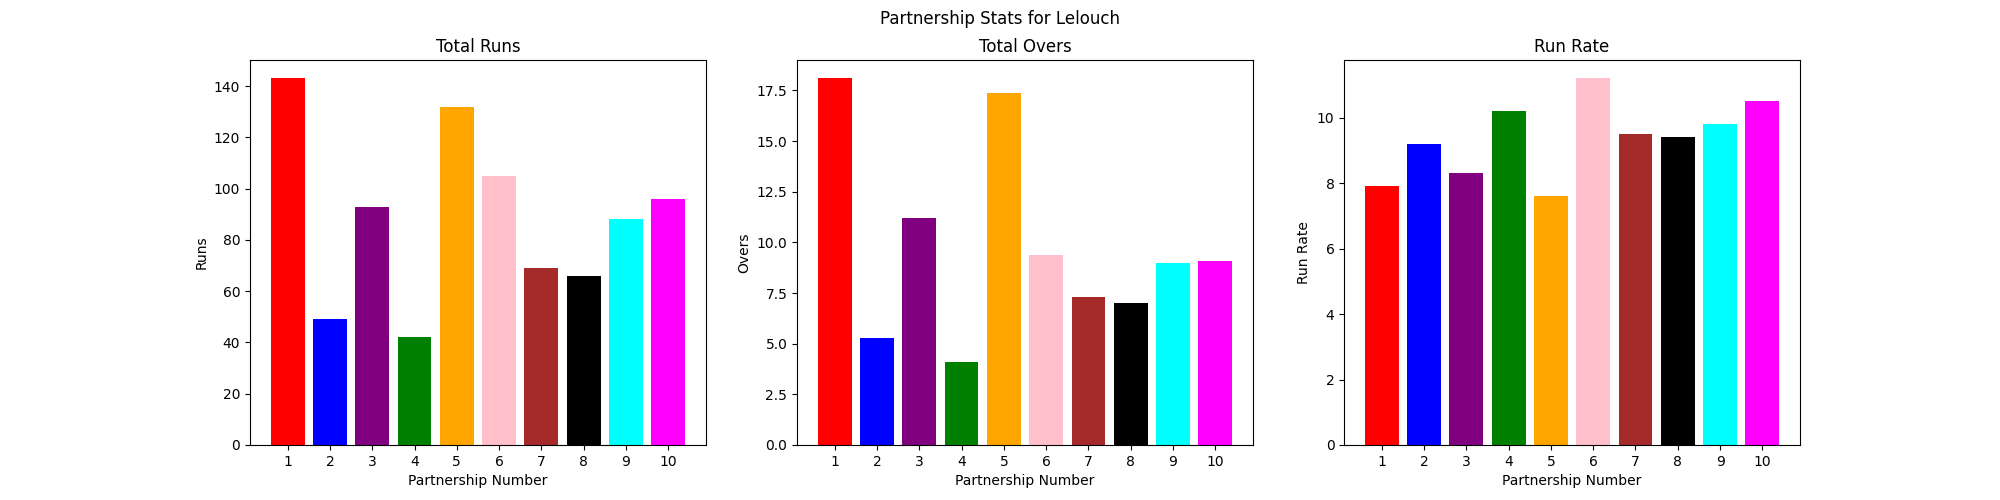 Partnership Stats for Lelouch
Total Runs
140
120
100
80
60
40
20
0
Runs
1 2 3 4 5 6 7 8 9 10
Partnership Number
Total Overs
17.5
15.0
12.5
10.0
7.5
5.0
2.5
0.0
Overs
1 2 3 4 5 6 7 8 9 10
Partnership Number
Run Rate
10
8
6
4
2
0
Run Rate
1 2 3 4 5 6 7 8 9 10
Partnership Number